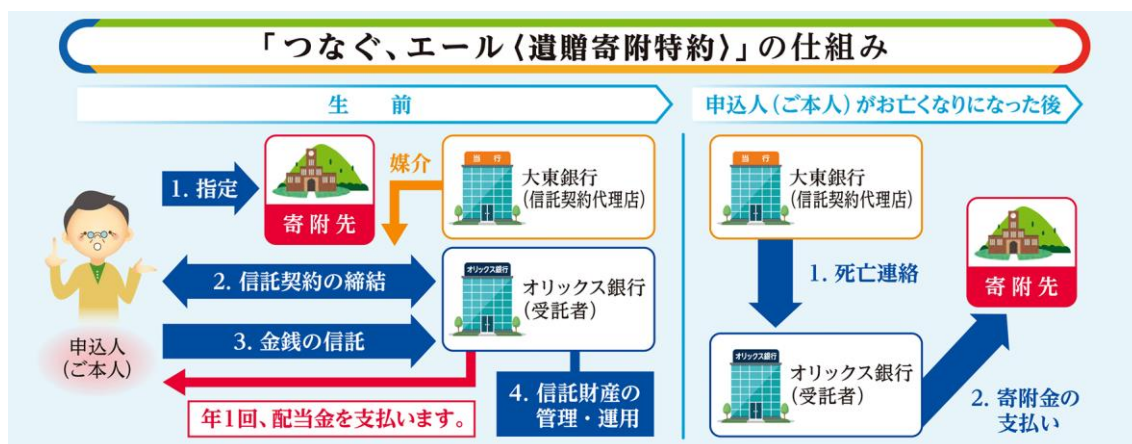 「つなぐ、エール〈遺贈寄附特約〉」の仕組み
生 前
1. 指定
寄附先
媒介
当 行
大東銀行
(信託契約代理店)
2. 信託契約の締結
オリックス銀行
オリックス銀行
(受託者)
3. 金銭の信託
申込人
(ご本人)
年1回、配当金を支払います。
4. 信託財産の
管理・運用
申込人(ご本人)がお亡くなりになった後
当 行
大東銀行
(信託契約代理店)
1. 死亡連絡
寄附先
オリックス銀行
オリックス銀行
(受託者)
2. 寄附金の
支払い